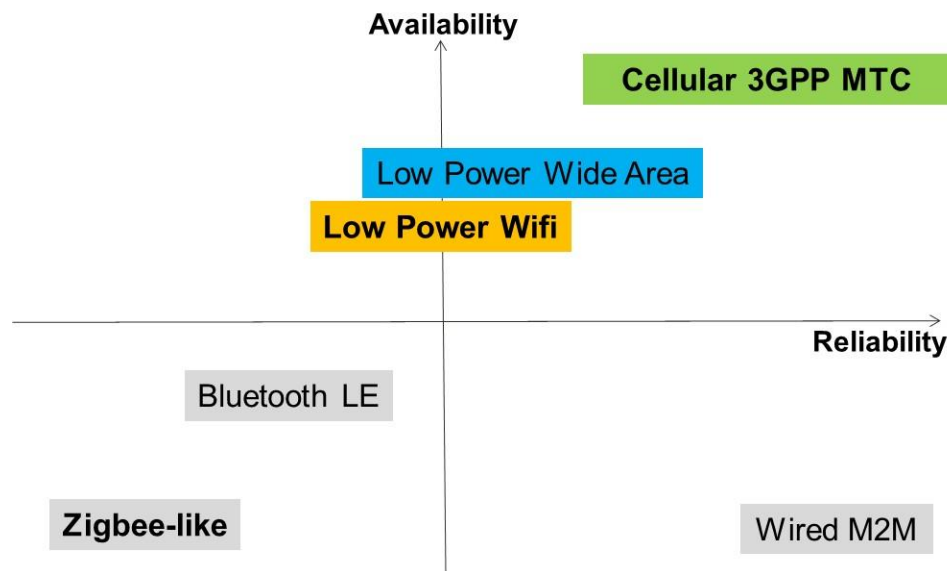 Availability
Cellular 3GPP MTC
Low Power Wide Area
Low Power Wifi
Reliability
Bluetooth LE
Zigbee-like
Wired M2M